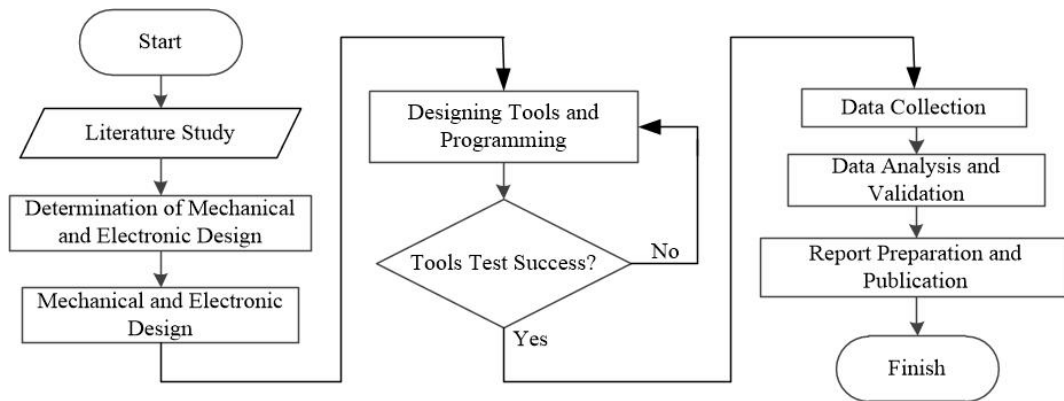 Start
Literature Study
Determination of Mechanical
and Electronic Design
Mechanical and Electronic
Design
Designing Tools and
Programming
Tools Test Success?
No
Yes
Data Collection
Data Analysis and
Validation
Report Preparation and
Publication
Finish